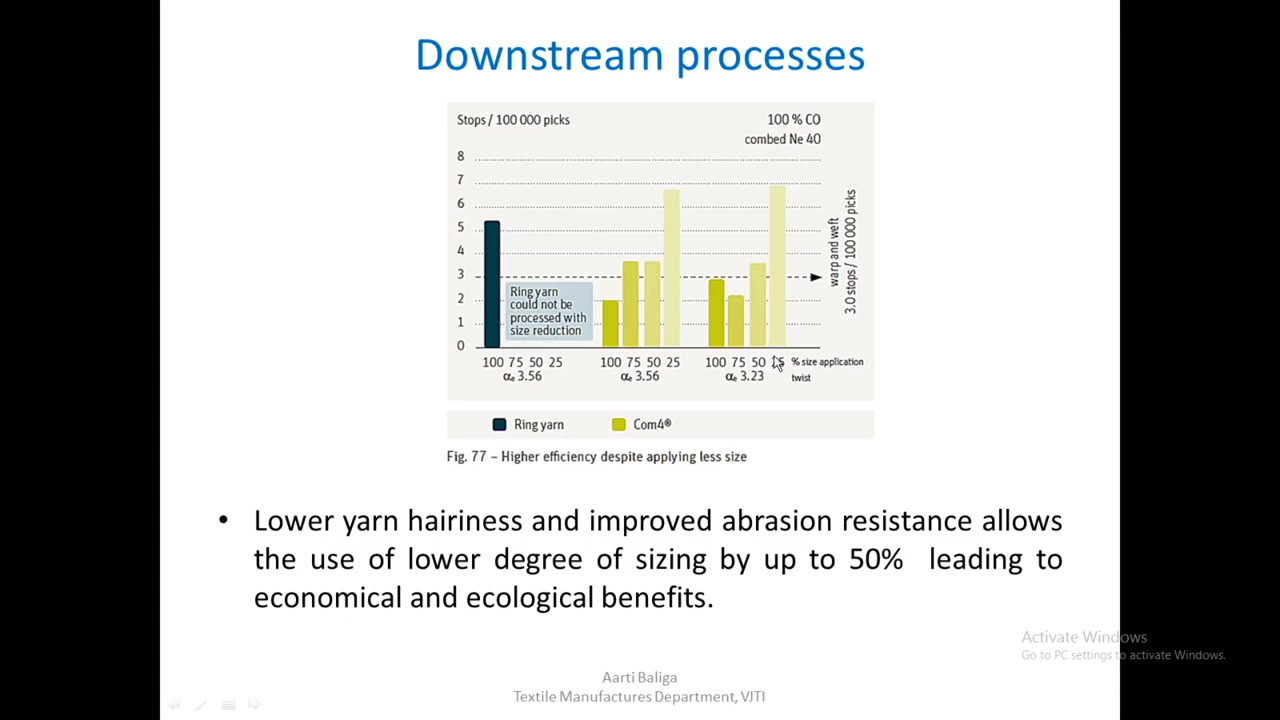 Downstream processes
Stops / 100 000 picks
100 % CO
combed Ne 40
8
7
6
5
4
3
2
1
0
Ring yarn
could not be
processed with
size reduction
warp and weft
3.0 stops / 100 000 picks
100 75 50 25
100 75 50 25
100 75 50
% size application
αe 3.56
αe 3.56
αe 3.23
twist
Ring yarn
Com4®
Fig. 77 – Higher efficiency despite applying less size
• Lower yarn hairiness and improved abrasion resistance allows
the use of lower degree of sizing by up to 50% leading to
economical and ecological benefits.
Activate Windows
Go to PC settings to activate Windows.
Aarti Baliga
Textile Manufactures Department, VJTI